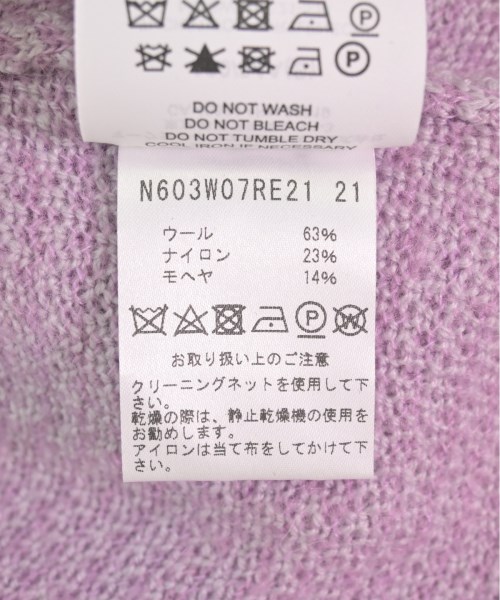 DO NOT WASH
DO NOT BLEACH
DO NOT TUMBLE DRY
COOL IRON IF NECESSARY
N603W07RE21 21
ウール 63%
ナイロン 23%
モヘヤ 14%
お取り扱い上のご注意
クリーニングネットを使用して下
さい。
乾燥の際は、静止乾燥機の使用を
お勧めします。
アイロンは当て布をしてかけて下
さい。